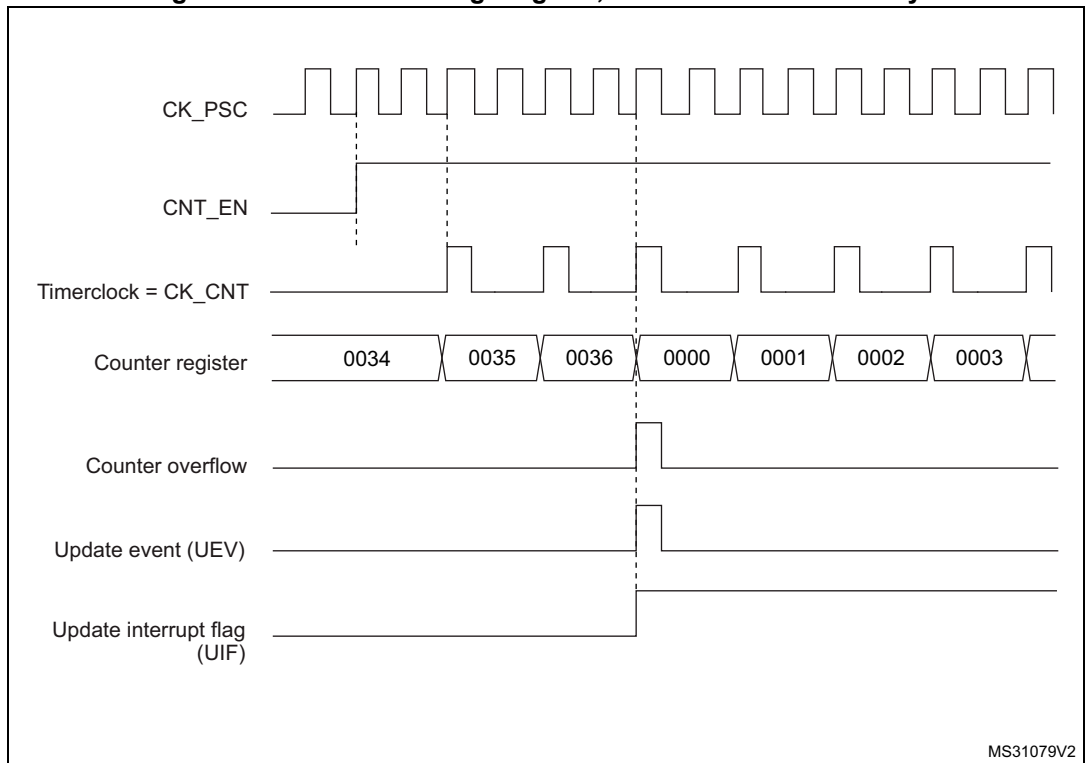 CK_PSC
CNT_EN
Timerclock = CK_CNT
Counter register
0034 0035 0036 0000 0001 0002 0003
Counter overflow
Update event (UEV)
Update interrupt flag
(UIF)
MS31079V2